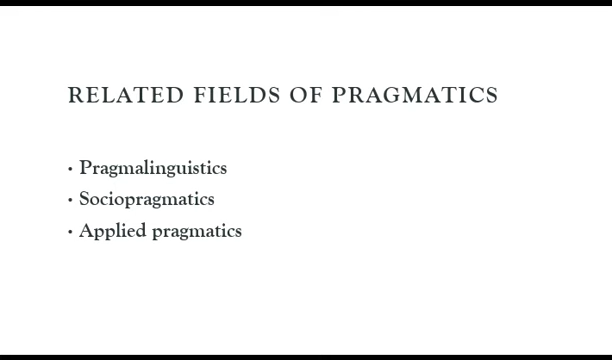 RELATED FIELDS OF PRAGMATICS
• Pragmalinguistics
• Sociopragmatics
• Applied pragmatics